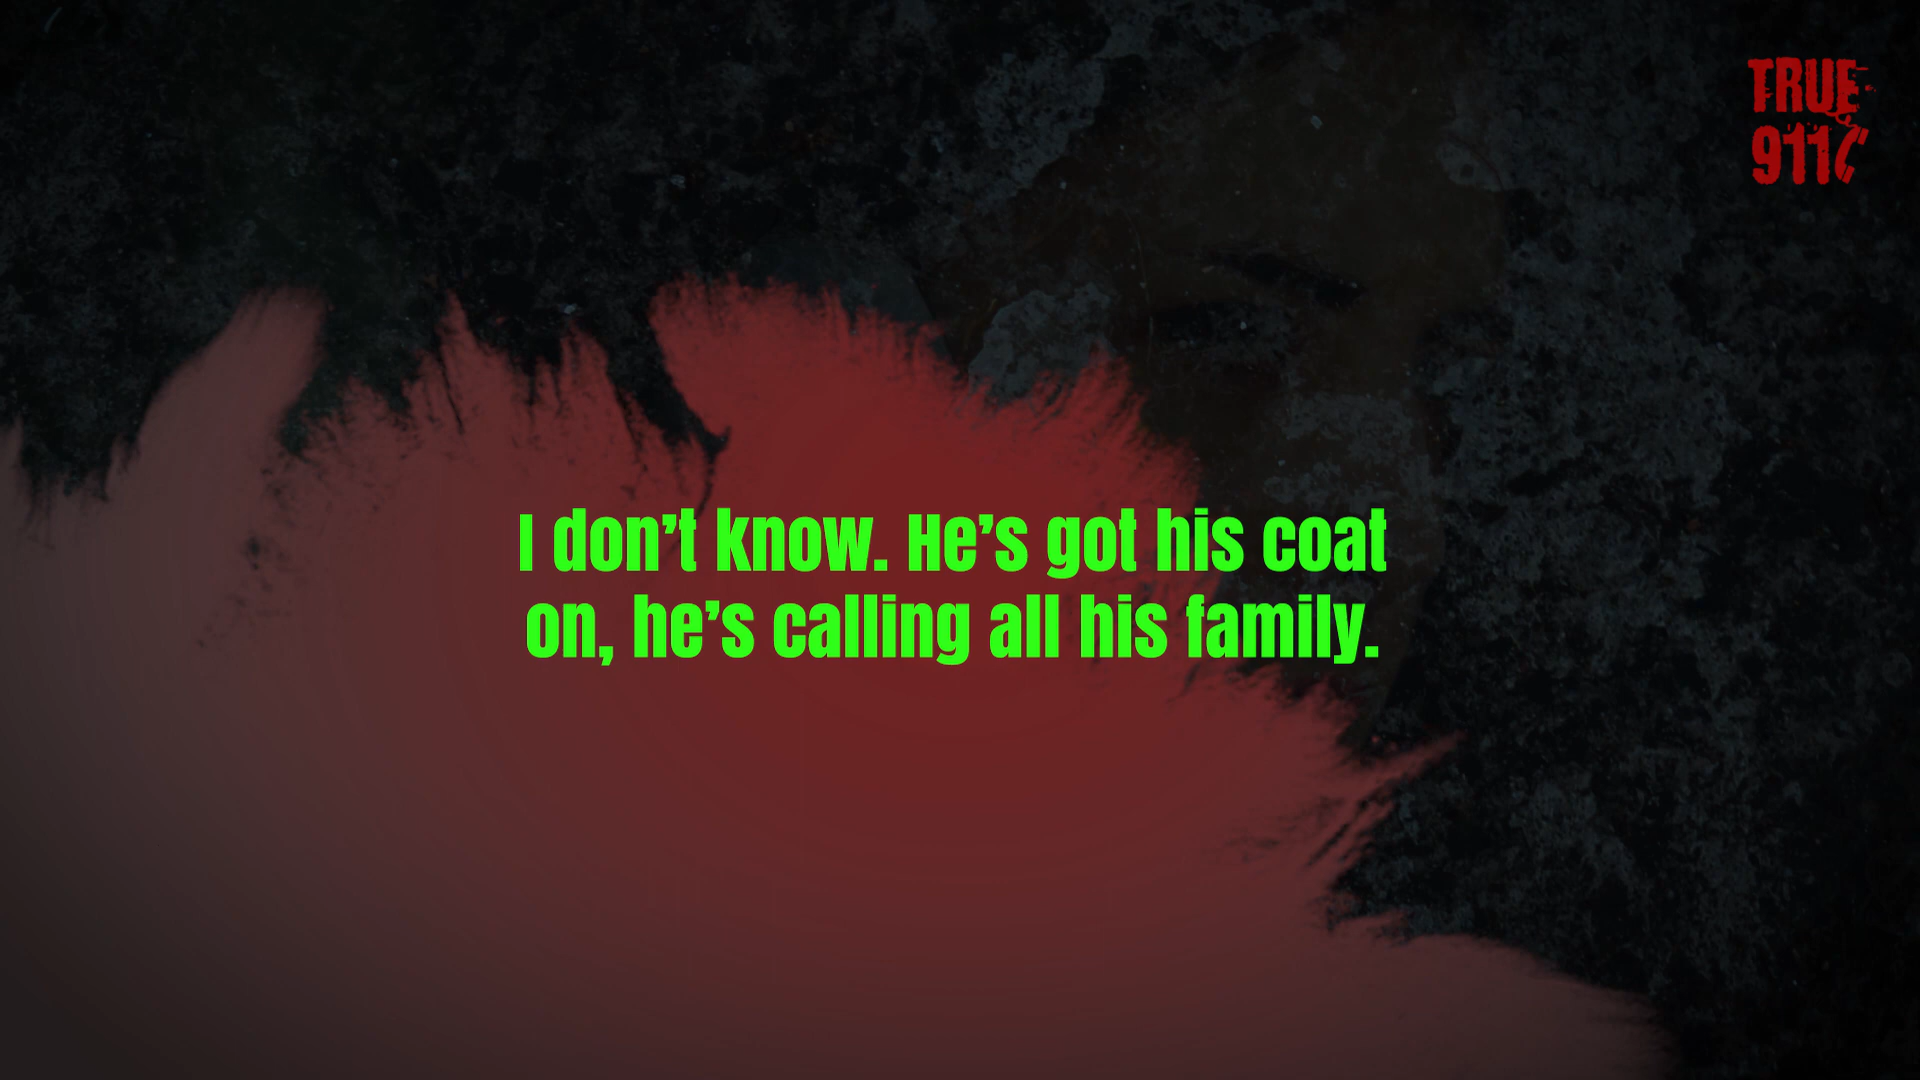 TRUE
911
I don’t know. He’s got his coat
on, he’s calling all his family.